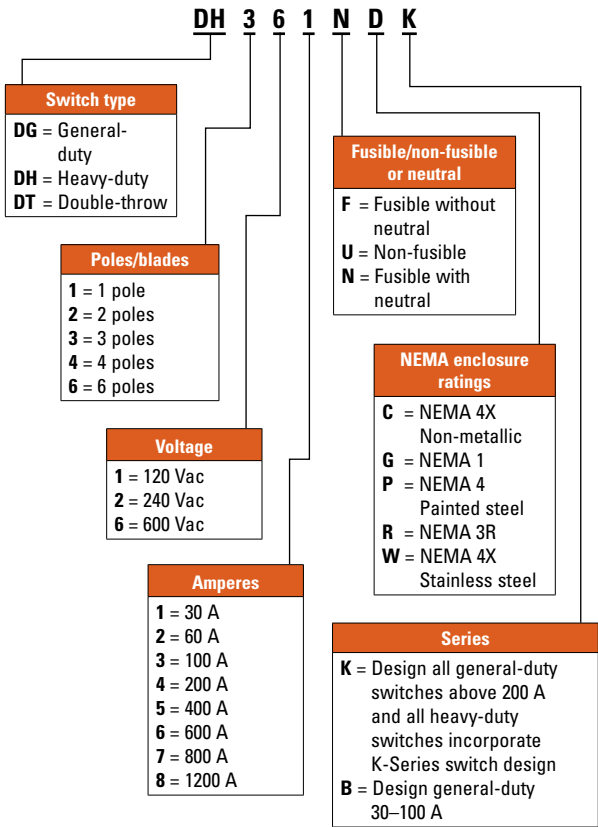 DH 3 6 1 N D K
Switch type
DG = General-
duty
DH = Heavy-duty
DT = Double-throw
Poles/blades
1 = 1 pole
2 = 2 poles
3 = 3 poles
4 = 4 poles
6 = 6 poles
Voltage
1 = 120 Vac
2 = 240 Vac
6 = 600 Vac
Amperes
1 = 30 A
2 = 60 A
3 = 100 A
4 = 200 A
5 = 400 A
6 = 600 A
7 = 800 A
8 = 1200 A
Fusible/non-fusible
or neutral
F = Fusible without
neutral
U = Non-fusible
N = Fusible with
neutral
NEMA enclosure
ratings
C = NEMA 4X
Non-metallic
G = NEMA 1
P = NEMA 4
Painted steel
R = NEMA 3R
W = NEMA 4X
Stainless steel
Series
K = Design all general-duty
switches above 200 A
and all heavy-duty
switches incorporate
K-Series switch design
B = Design general-duty
30–100 A